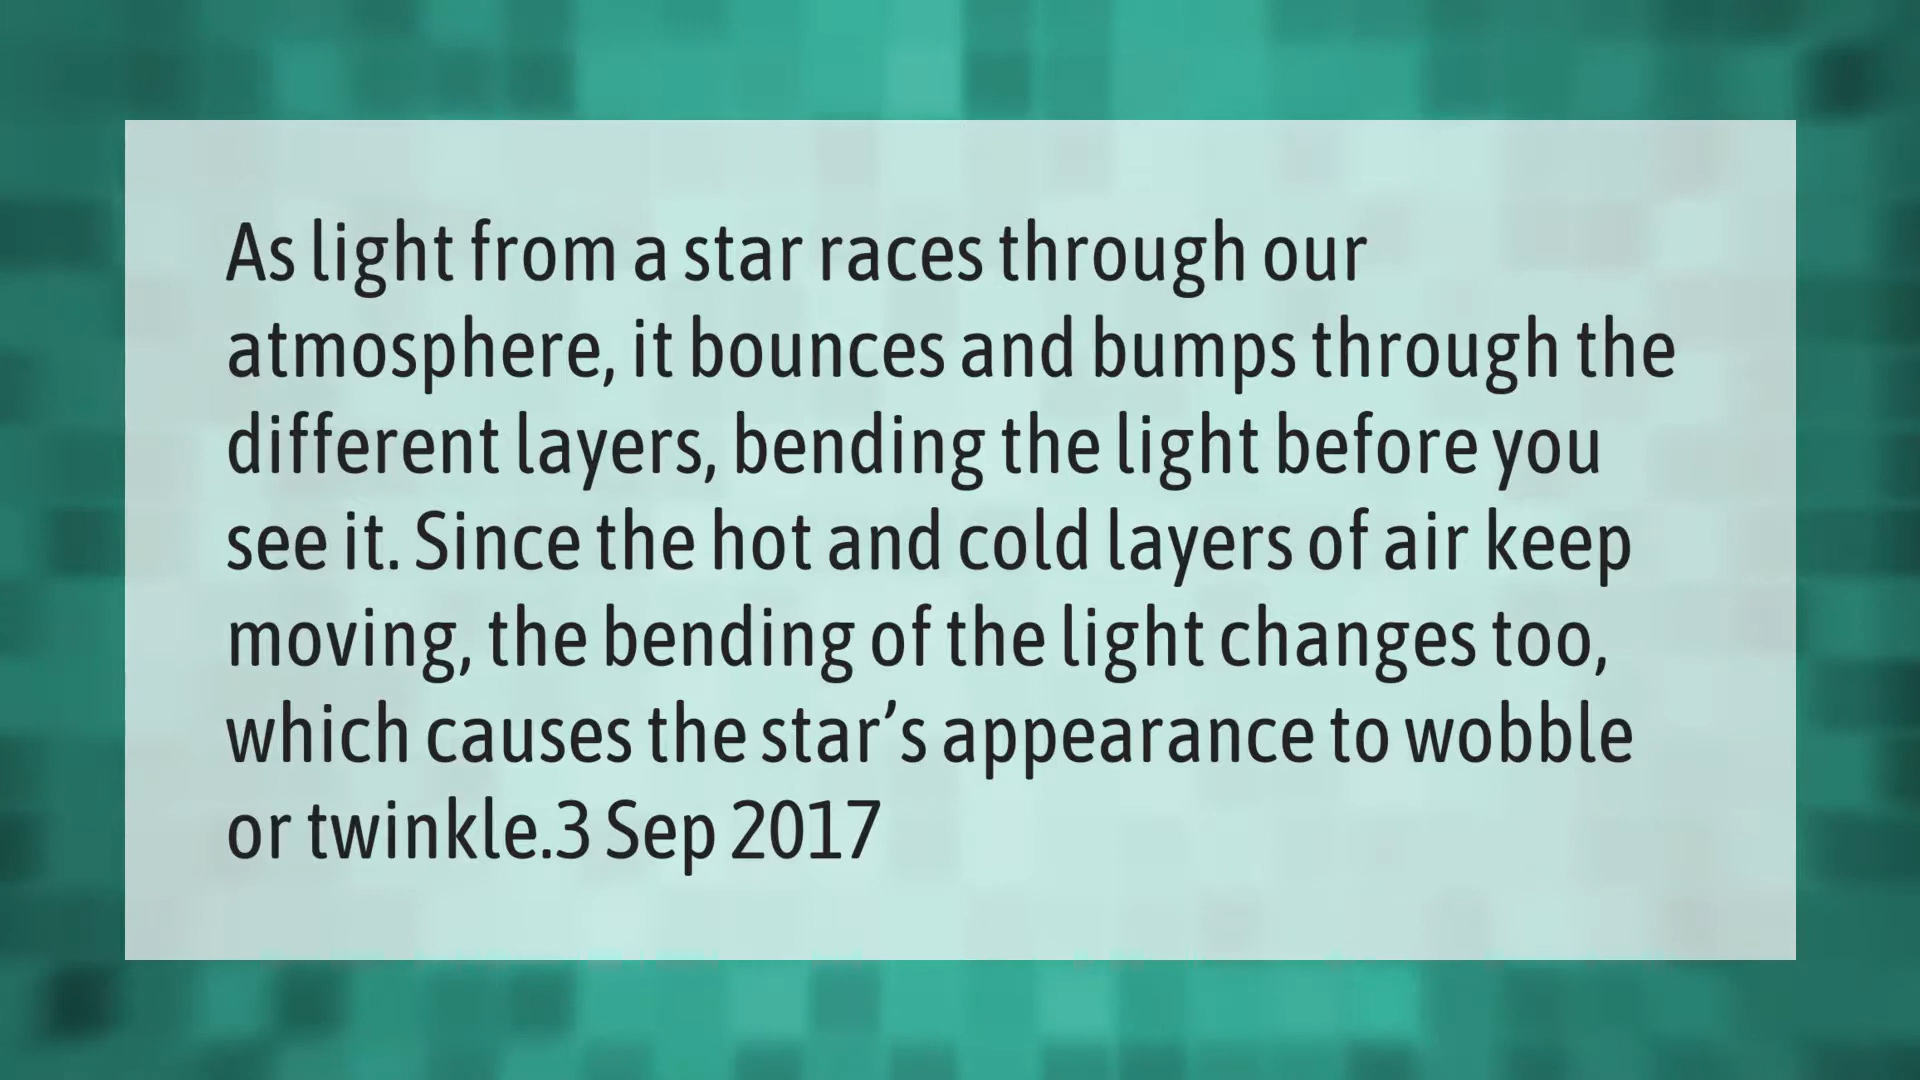 As light from a star races through our
atmosphere, it bounces and bumps through the
different layers, bending the light before you
see it. Since the hot and cold layers of air keep
moving, the bending of the light changes too,
which causes the star’s appearance to wobble
or twinkle.3 Sep 2017